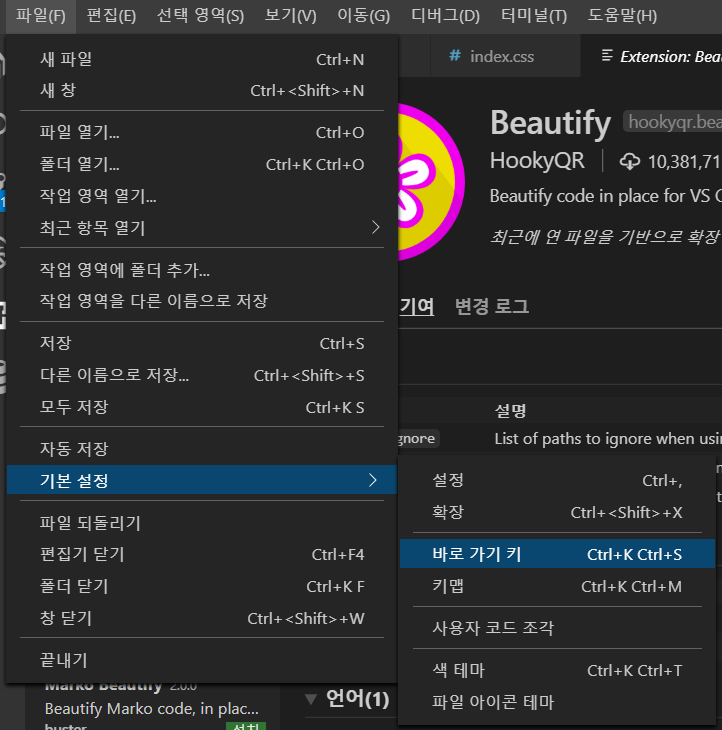 파일(F) 편집(E) 선택 영역(S) 보기(V) 이동(G) 디버그(D) 터미널(T) 도움말(H)
# index.css
Extension: Bea
새 파일 Ctrl+N
새 창 Ctrl+<Shift>+N
파일 열기... Ctrl+O
폴더 열기... Ctrl+K Ctrl+O
작업 영역 열기...
최근 항목 열기
작업 영역에 폴더 추가...
작업 영역을 다른 이름으로 저장
저장 Ctrl+S
다른 이름으로 저장... Ctrl+<Shift>+S
모두 저장 Ctrl+K S
자동 저장
기본 설정
파일 되돌리기
편집기 닫기 Ctrl+F4
폴더 닫기 Ctrl+K F
창 닫기 Ctrl+<Shift>+W
끝내기
Beautify hookyqr.bea
HookyQR 10,381,71
Beautify code in place for VS C
최근에 연 파일을 기반으로 확장
기여 변경 로그
설명
gnore List of paths to ignore when usi
설정 Ctrl+,
확장 Ctrl+<Shift>+X
바로 가기 키 Ctrl+K Ctrl+S
키맵 Ctrl+K Ctrl+M
사용자 코드 조각
색 테마 Ctrl+K Ctrl+T
파일 아이콘 테마
Marko Beautify 2.0.0
Beautify Marko code, in plac...
buster
설치
언어(1)
1